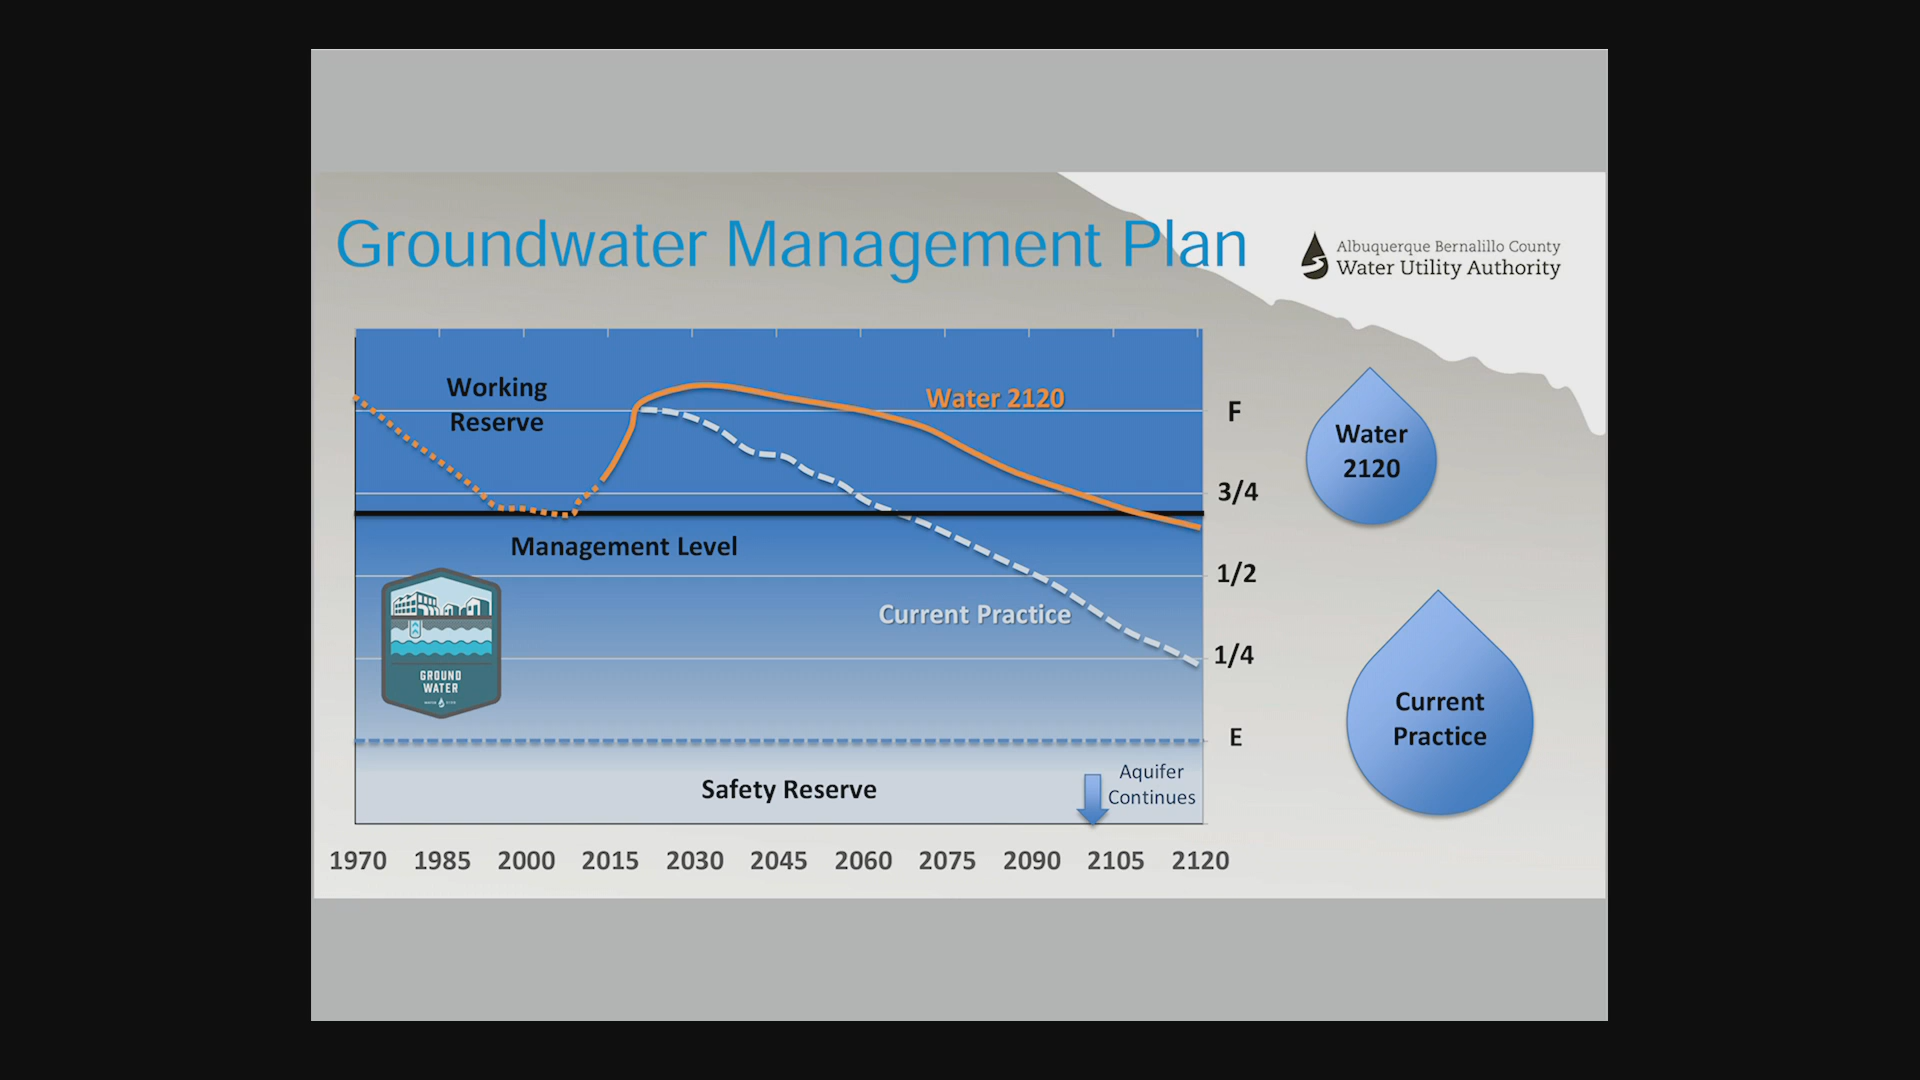 Groundwater Management Plan
Albuquerque Bernalillo County
Water Utility Authority
Working
Reserve
Water 2120
F
3/4
Management Level
1/2
Current Practice
1/4
GROUND
WATER
E
Safety Reserve
Aquifer
Continues
1970 1985 2000 2015 2030 2045 2060 2075 2090 2105 2120
Water
2120
Current
Practice